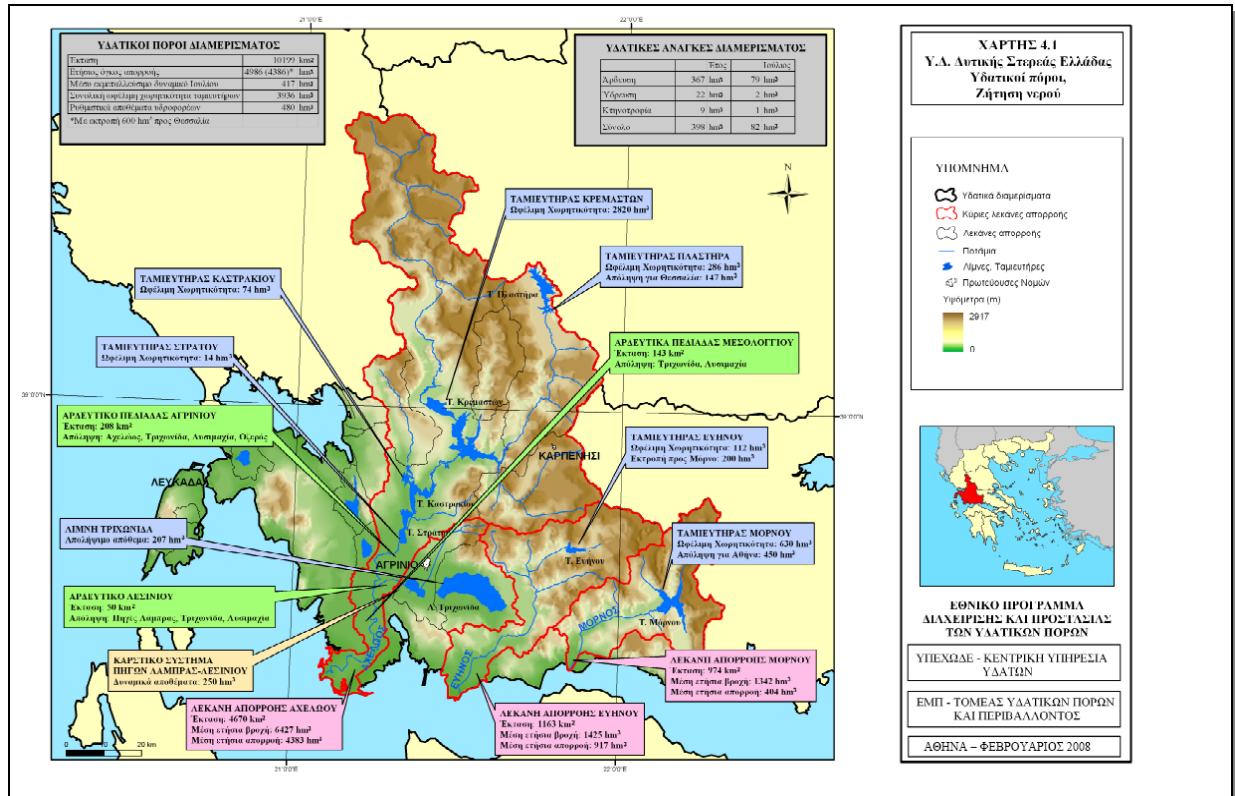 21°0'0"E
22°0'0"E
ΥΔΑΤΙΚΟΙ ΠΟΡΟΙ ΔΙΑΜΕΡΙΣΜΑΤΟΣ
Έκταση 10199 km²
Ετήσιος όγκος απορροής 4986 (4386)* hm³
Μέσο εκμεταλλεύσιμο δυναμικό Ιουλίου 417 hm³
Συνολική ωφέλιμη χωρητικότητα ταμιευτήρων 3936 hm³
Ρυθμιστικά αποθέματα υδροφορέων 480 hm³
*Με εκτροπή 600 hm³ προς Θεσσαλία
ΥΔΑΤΙΚΕΣ ΑΝΑΓΚΕΣ ΔΙΑΜΕΡΙΣΜΑΤΟΣ
Έτος Ιούλιος
Άρδευση 367 hm³ 79 hm³
Ύδρευση 22 hm³ 2 hm³
Κτηνοτροφία 9 hm³ 1 hm³
Σύνολο 398 hm³ 82 hm³
N
ΤΑΜΙΕΥΤΗΡΑΣ ΚΡΕΜΑΣΤΩΝ
Ωφέλιμη Χωρητικότητα: 2820 hm³
ΤΑΜΙΕΥΤΗΡΑΣ ΠΛΑΣΤΗΡΑ
Ωφέλιμη Χωρητικότητα: 286 hm³
Απόληψη για Θεσσαλία: 147 hm³
ΤΑΜΙΕΥΤΗΡΑΣ ΚΑΣΤΡΑΚΙΟΥ
Ωφέλιμη Χωρητικότητα: 74 hm³
Τ. Πλαστήρα
ΤΑΜΙΕΥΤΗΡΑΣ ΣΤΡΑΤΟΥ
Ωφέλιμη Χωρητικότητα: 14 hm³
ΑΡΔΕΥΤΙΚΑ ΠΕΔΙΑΔΑΣ ΜΕΣΟΛΟΓΓΙΟΥ
Έκταση: 143 km²
Απόληψη: Τριχωνίδα, Λυσιμαχία
39°0'0"N
39°0'0"N
Τ. Κρεμαστών
ΑΡΔΕΥΤΙΚΟ ΠΕΔΙΑΔΑΣ ΑΓΡΙΝΙΟΥ
Έκταση: 208 km²
Απόληψη: Αχελώος, Τριχωνίδα, Λυσιμαχία, Οζερός
ΤΑΜΙΕΥΤΗΡΑΣ ΕΥΗΝΟΥ
Ωφέλιμη Χωρητικότητα: 112 hm³
Εκτροπή προς Μόρνο: 200 hm³
ΚΑΡΠΕΝΗΣΙ
ΛΕΥΚΑΔΑ
Τ. Καστρακίου
ΛΙΜΝΗ ΤΡΙΧΩΝΙΔΑ
Απολήψιμο απόθεμα: 207 hm³
Τ. Στράτου
ΤΑΜΙΕΥΤΗΡΑΣ ΜΟΡΝΟΥ
Ωφέλιμη Χωρητικότητα: 630 hm³
Απόληψη για Αθήνα: 450 hm³
ΑΓΡΙΝΙΟ
Τ. Ευήνου
ΑΡΔΕΥΤΙΚΟ ΛΕΣΙΝΙΟΥ
Έκταση: 50 km²
Απόληψη: Πηγές Λάμπρας, Τριχωνίδα, Λυσιμαχία
Λ. Τριχωνίδα
ΜΟΡΝΟΣ
Τ. Μόρνου
ΑΧΕΛΩΟΣ
ΕΥΗΝΟΣ
ΚΑΡΣΤΙΚΟ ΣΥΣΤΗΜΑ
ΠΗΓΩΝ ΛΑΜΠΡΑΣ-ΛΕΣΙΝΙΟΥ
Δυναμικά αποθέματα: 250 hm³
ΛΕΚΑΝΗ ΑΠΟΡΡΟΗΣ ΜΟΡΝΟΥ
Έκταση: 974 km²
Μέση ετήσια βροχή: 1342 hm³
Μέση ετήσια απορροή: 404 hm³
ΛΕΚΑΝΗ ΑΠΟΡΡΟΗΣ ΑΧΕΛΩΟΥ
Έκταση: 4670 km²
Μέση ετήσια βροχή: 6427 hm³
Μέση ετήσια απορροή: 4383 hm³
ΛΕΚΑΝΗ ΑΠΟΡΡΟΗΣ ΕΥΗΝΟΥ
Έκταση: 1163 km²
Μέση ετήσια βροχή: 1425 hm³
Μέση ετήσια απορροή: 917 hm³
0 10 20 km
21°0'0"E
22°0'0"E
ΧΑΡΤΗΣ 4.1
Υ.Δ. Δυτικής Στερεάς Ελλάδας
Υδατικοί πόροι,
Ζήτηση νερού
ΥΠΟΜΝΗΜΑ
Υδατικά διαμερίσματα
Κύριες λεκάνες απορροής
Λεκάνες απορροής
Ποτάμια
Λίμνες, Ταμιευτήρες
Πρωτεύουσες Νομών
Υψόμετρα (m)
2917
0
ΕΘΝΙΚΟ ΠΡΟΓΡΑΜΜΑ
ΔΙΑΧΕΙΡΙΣΗΣ ΚΑΙ ΠΡΟΣΤΑΣΙΑΣ
ΤΩΝ ΥΔΑΤΙΚΩΝ ΠΟΡΩΝ
ΥΠΕΧΩΔΕ - ΚΕΝΤΡΙΚΗ ΥΠΗΡΕΣΙΑ
ΥΔΑΤΩΝ
ΕΜΠ - ΤΟΜΕΑΣ ΥΔΑΤΙΚΩΝ ΠΟΡΩΝ
ΚΑΙ ΠΕΡΙΒΑΛΛΟΝΤΟΣ
ΑΘΗΝΑ – ΦΕΒΡΟΥΑΡΙΟΣ 2008